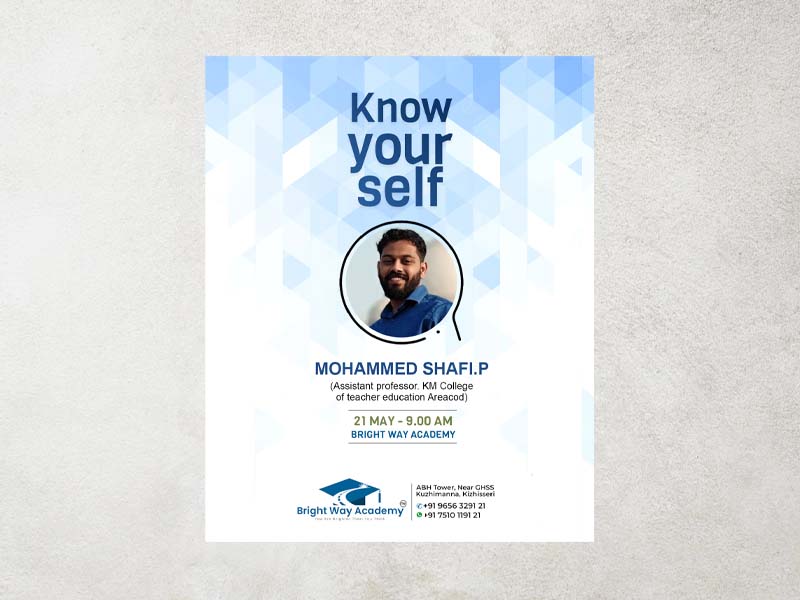 Know
your
self
MOHAMMED SHAFI.P
(Assistant professor. KM College
of teacher education Areacod)
21 MAY - 9.00 AM
BRIGHT WAY ACADEMY
Bright Way Academy
ABH Tower, Near GHSS
Kuzhimanna, Kizhisseri
+91 9656 3291 21
+91 7510 1191 21